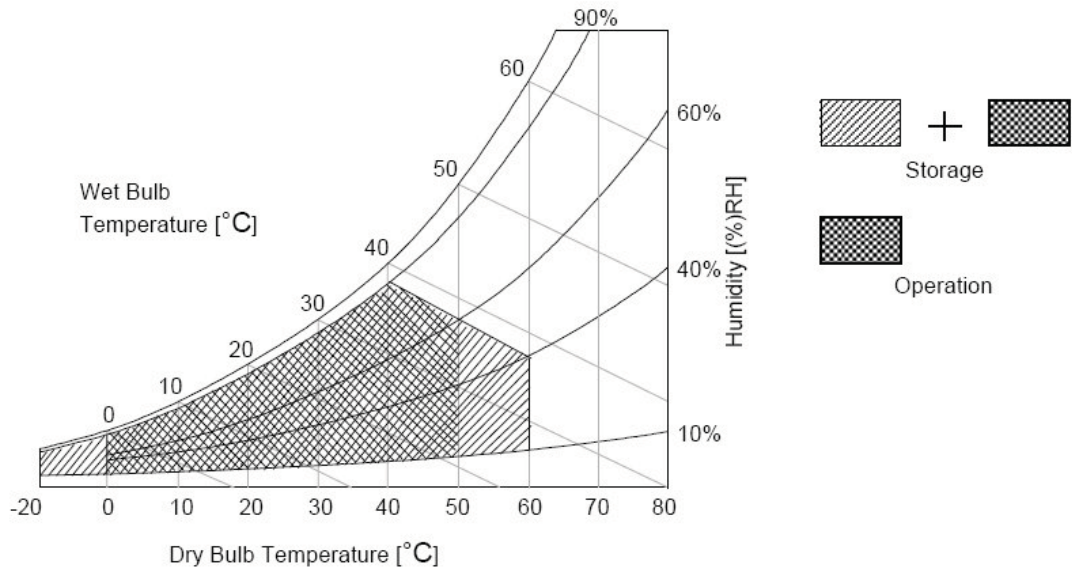 90%
60
60%
50
Wet Bulb
Temperature [°C]
Storage
40
40%
Humidity [(%)RH]
30
Operation
20
10
0
10%
-20 0 10 20 30 40 50 60 70 80
Dry Bulb Temperature [°C]